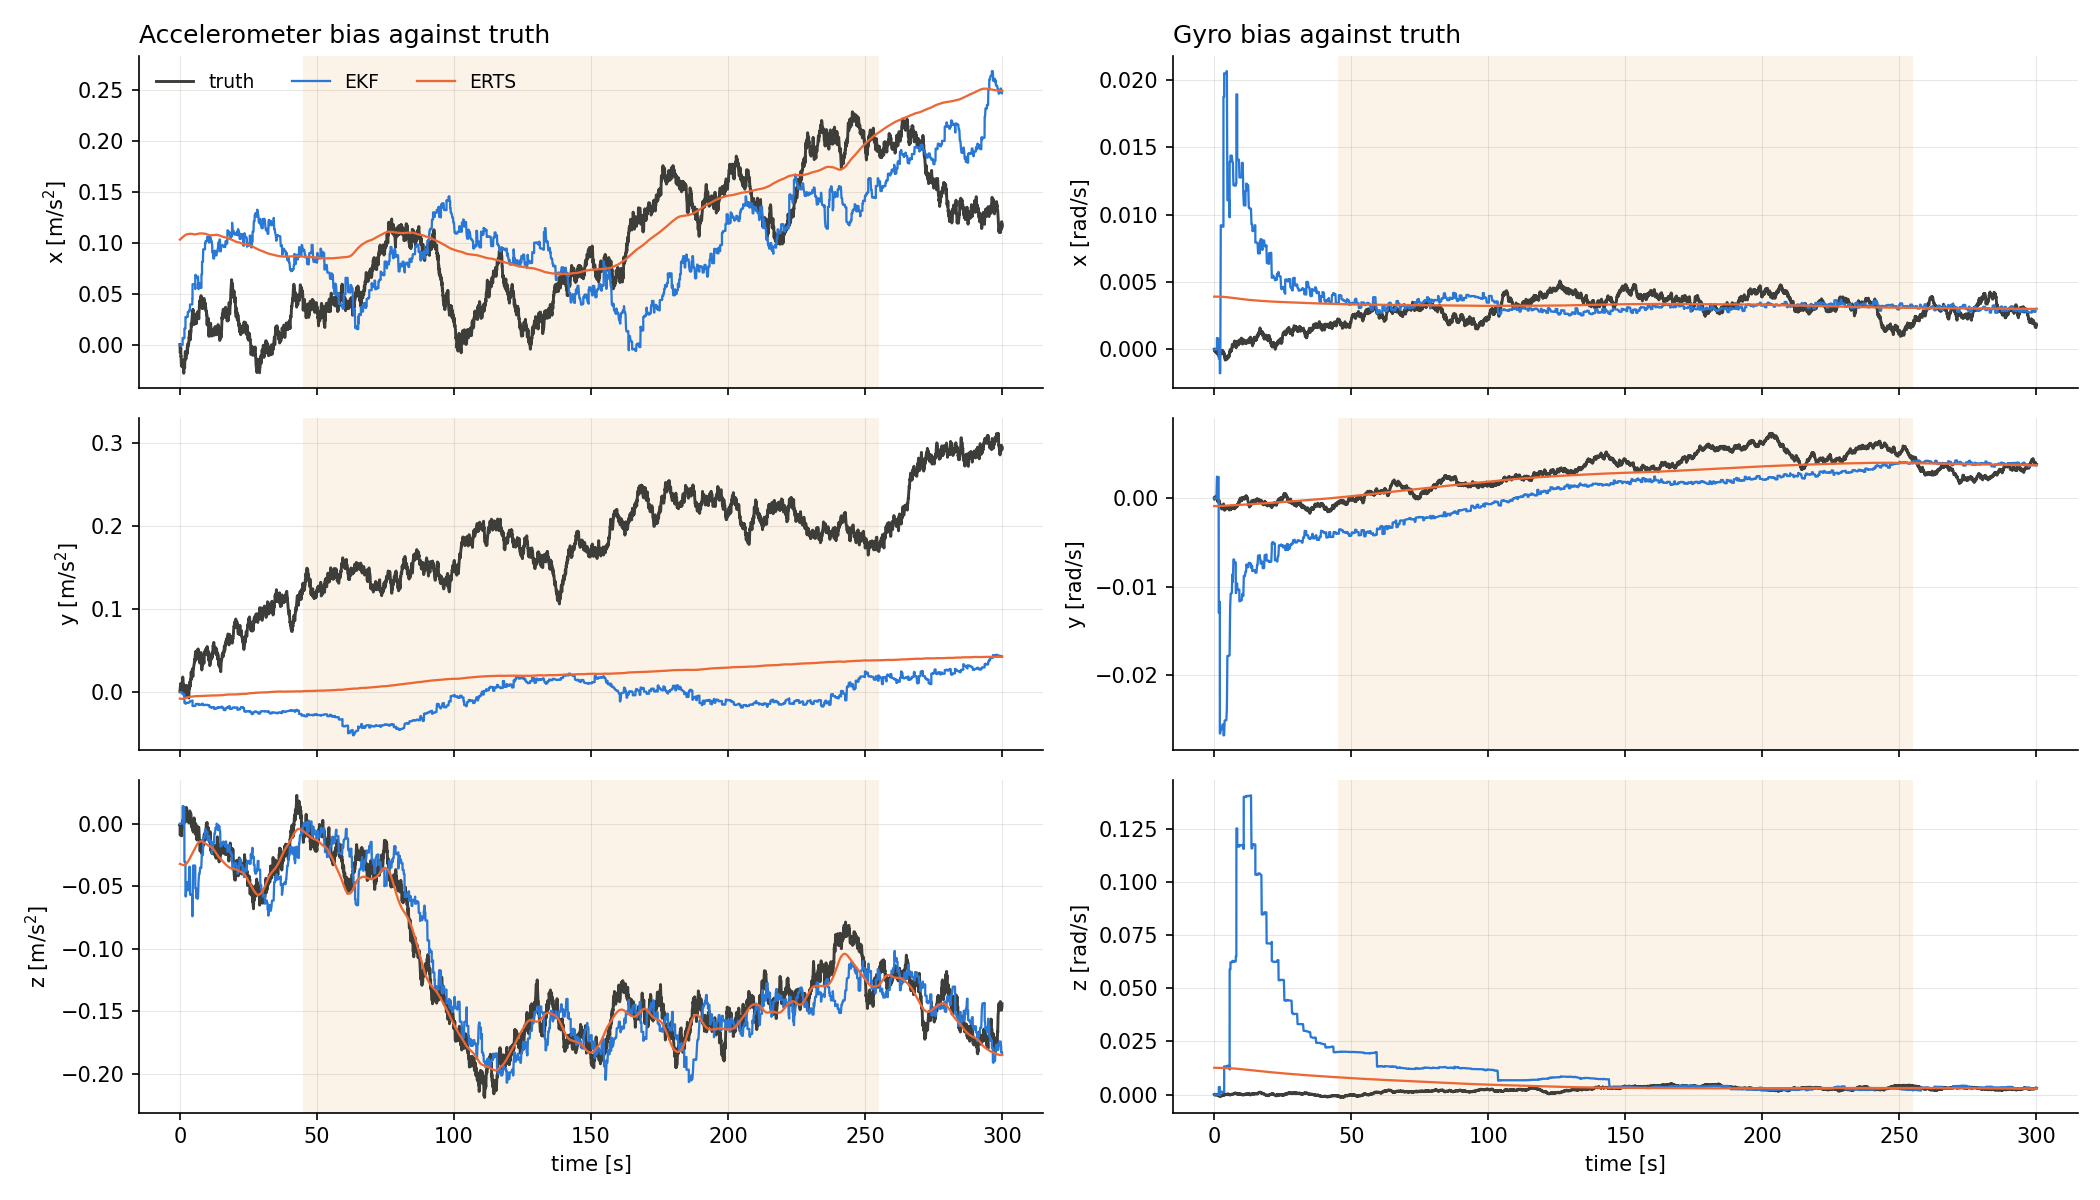 Accelerometer bias against truth
truth EKF ERTS
x [m/s²]
0.25
0.20
0.15
0.10
0.05
0.00
Gyro bias against truth
x [rad/s]
0.020
0.015
0.010
0.005
0.000
y [m/s²]
0.3
0.2
0.1
0.0
y [rad/s]
0.00
−0.01
−0.02
z [m/s²]
0.00
−0.05
−0.10
−0.15
−0.20
0 50 100 150 200 250 300
time [s]
z [rad/s]
0.125
0.100
0.075
0.050
0.025
0.000
0 50 100 150 200 250 300
time [s]